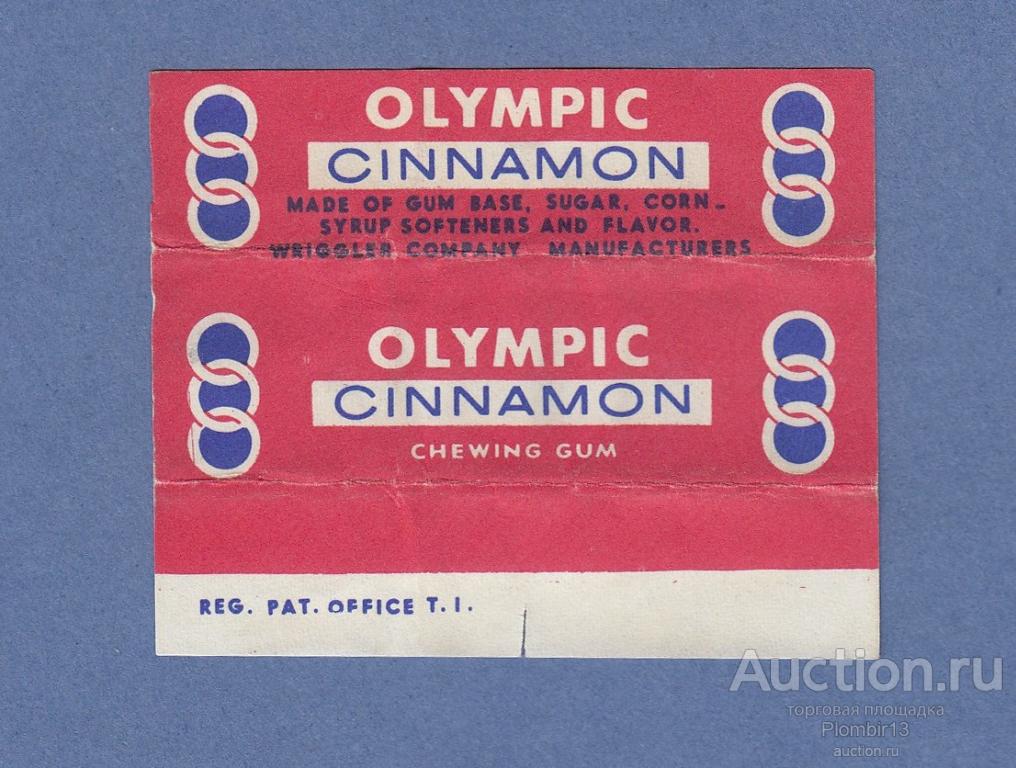 OLYMPIC
CINNAMON
MADE OF GUM BASE, SUGAR, CORN-
SYRUP SOFTENERS AND FLAVOR.
WRIGGLER COMPANY MANUFACTURERS
OLYMPIC
CINNAMON
CHEWING GUM
REG. PAT. OFFICE T.I.
Auction.ru
торговая площадка
Plombir13
auction.ru